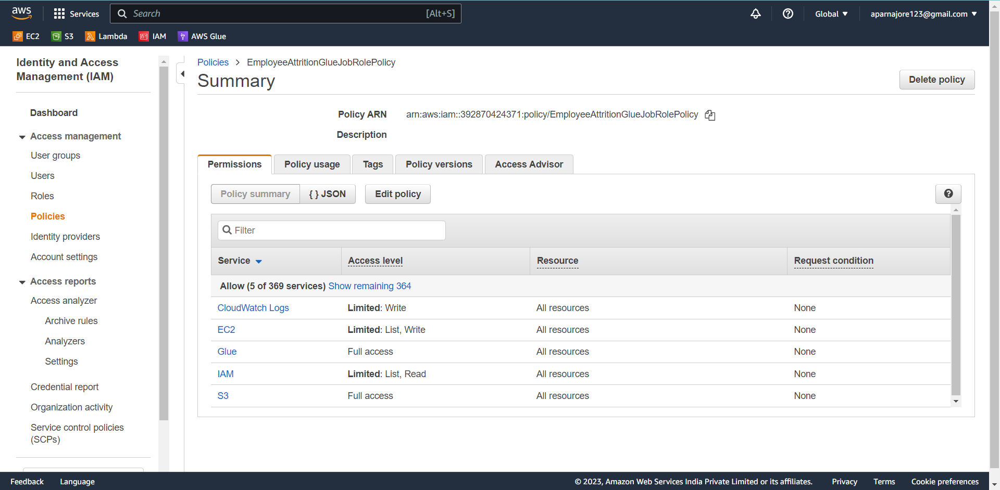 aws Services Search [Alt+S] Global aparnajore123@gmail.com
EC2 S3 Lambda IAM AWS Glue
Identity and Access
Management (IAM)
Dashboard
Access management
User groups
Users
Roles
Policies
Identity providers
Account settings
Access reports
Access analyzer
Archive rules
Analyzers
Settings
Credential report
Organization activity
Service control policies
(SCPs)
Policies > EmployeeAttritionGlueJobRolePolicy
Summary
Delete policy
Policy ARN arn:aws:iam::392870424371:policy/EmployeeAttritionGlueJobRolePolicy
Description
Permissions Policy usage Tags Policy versions Access Advisor
Policy summary { } JSON Edit policy
Filter
Service Access level Resource Request condition
Allow (5 of 369 services) Show remaining 364
CloudWatch Logs Limited: Write All resources None
EC2 Limited: List, Write All resources None
Glue Full access All resources None
IAM Limited: List, Read All resources None
S3 Full access All resources None
Feedback Language © 2023, Amazon Web Services India Private Limited or its affiliates. Privacy Terms Cookie preferences